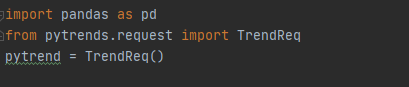 import pandas as pd
from pytrends.request import TrendReq
pytrend = TrendReq()